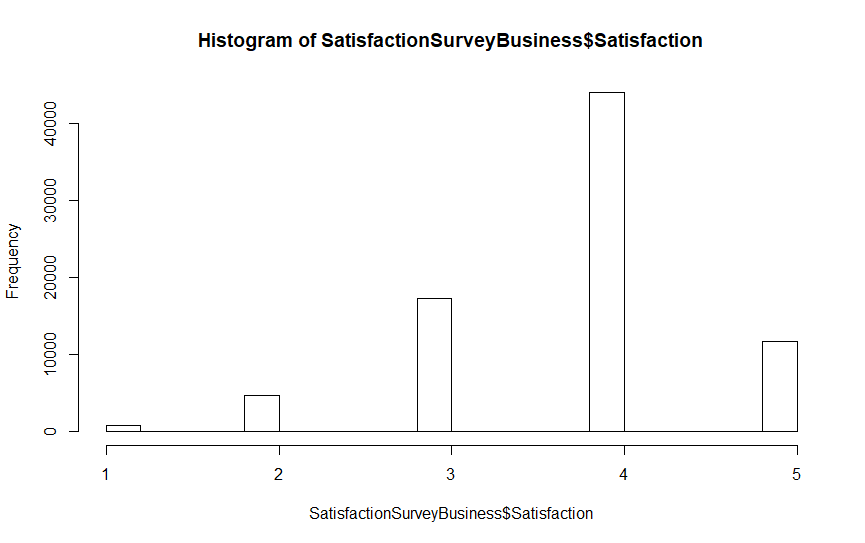 Histogram of SatisfactionSurveyBusiness$Satisfaction
Frequency
40000
30000
20000
10000
0
1 2 3 4 5
SatisfactionSurveyBusiness$Satisfaction